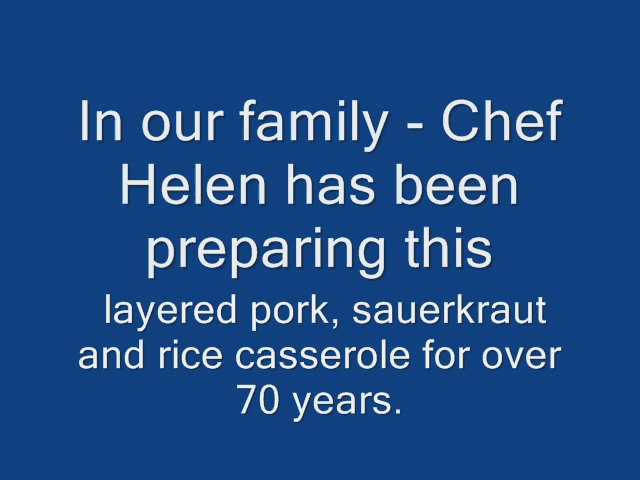 In our family - Chef
Helen has been
preparing this
layered pork, sauerkraut
and rice casserole for over
70 years.